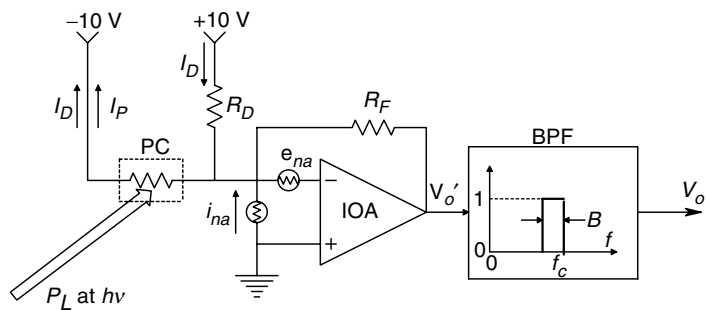 −10 V +10 V
I_D I_P I_D R_D R_F
PC e_na BPF
i_na − IOA + V_o′ V_o
1 B
0 0 f_c f
P_L at hν